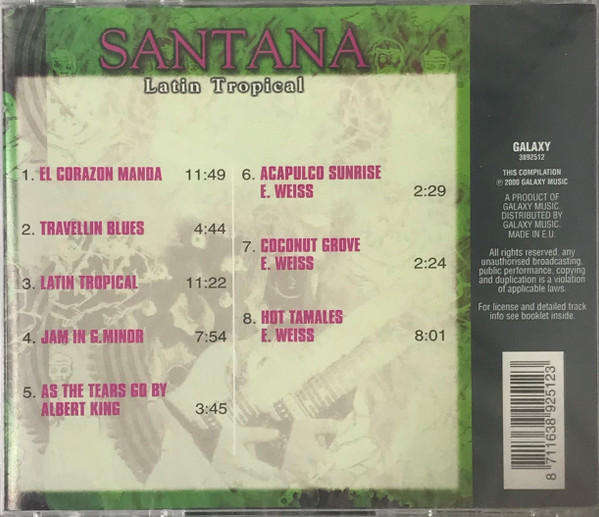 SANTANA
Latin Tropical
1. EL CORAZON MANDA 11:49
2. TRAVELLIN BLUES 4:44
3. LATIN TROPICAL 11:22
4. JAM IN G.MINOR 7:54
5. AS THE TEARS GO BY
ALBERT KING 3:45
6. ACAPULCO SUNRISE
E. WEISS 2:29
7. COCONUT GROVE
E. WEISS 2:24
8. HOT TAMALES
E. WEISS 8:01
GALAXY
3892512
THIS COMPILATION
℗ 2000 GALAXY MUSIC
A PRODUCT OF
GALAXY MUSIC.
DISTRIBUTED BY
GALAXY MUSIC.
MADE IN E.U.
All rights reserved, any
unauthorised broadcasting,
public performance, copying
and duplication is a violation
of applicable laws.
For license and detailed track
info see booklet inside.
8 711638 925123